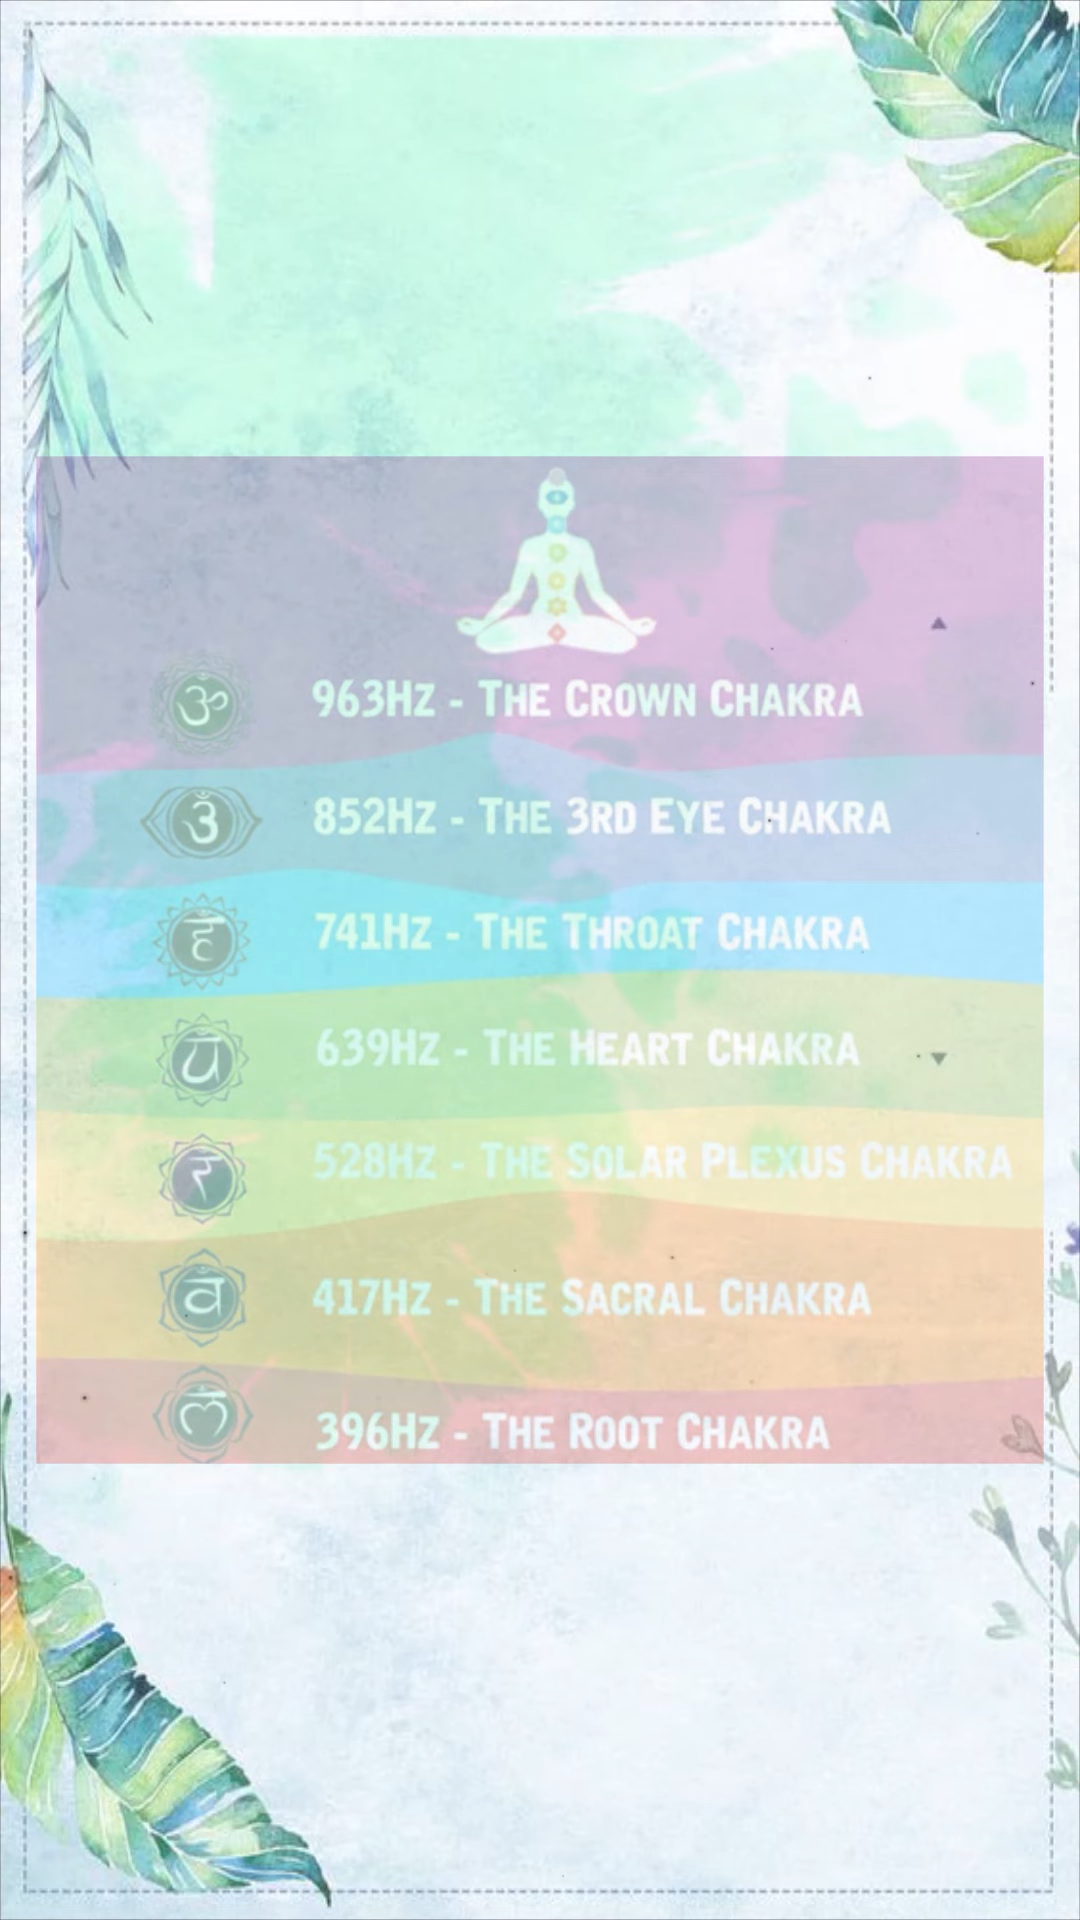 ॐ 963Hz - The Crown Chakra
ॐ 852Hz - The 3rd Eye Chakra
हं 741Hz - The Throat Chakra
यं 639Hz - The Heart Chakra
रं 528Hz - The Solar Plexus Chakra
वं 417Hz - The Sacral Chakra
लं 396Hz - The Root Chakra